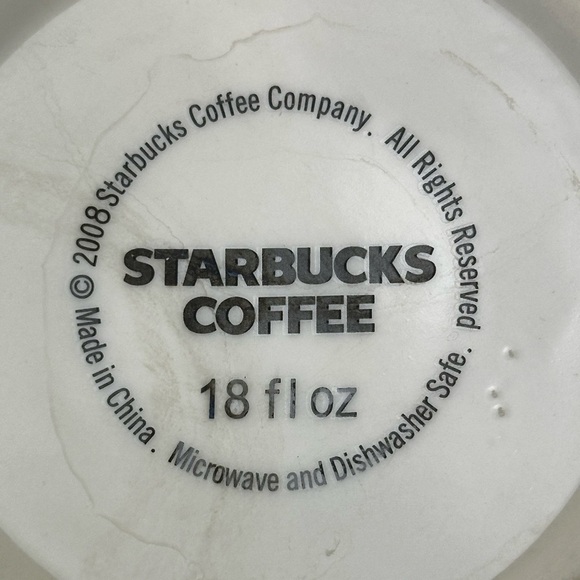 © 2008 Starbucks Coffee Company. All Rights Reserved
STARBUCKS
COFFEE
18 fl oz
Made in China. Microwave and Dishwasher Safe.